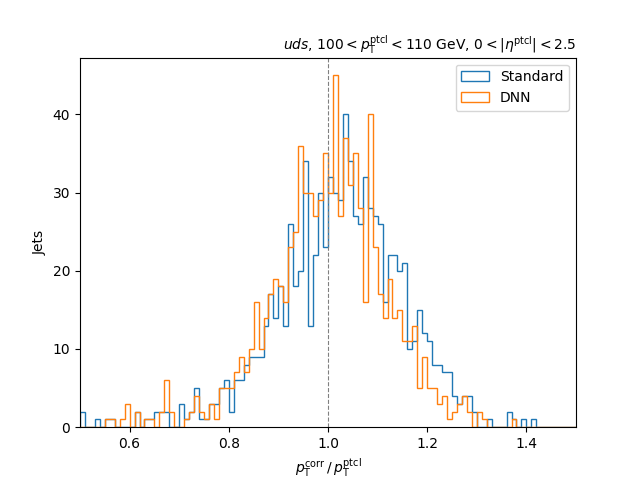 uds, 100 < p_T^ptcl < 110 GeV, 0 < |η^ptcl| < 2.5
Standard
DNN
Jets
40
30
20
10
0
0.6 0.8 1.0 1.2 1.4
p_T^corr / p_T^ptcl